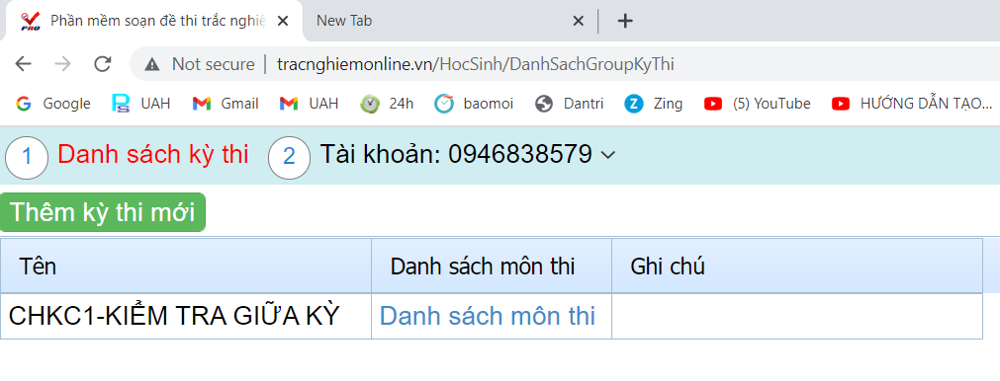 Phần mềm soạn đề thi trắc nghiệ
New Tab
Not secure | tracnghiemonline.vn/HocSinh/DanhSachGroupKyThi
Google UAH Gmail UAH 24h baomoi Dantri Zing (5) YouTube HƯỚNG DẪN TẠO...
1 Danh sách kỳ thi 2 Tài khoản: 0946838579
Thêm kỳ thi mới
Tên Danh sách môn thi Ghi chú
CHKC1-KIỂM TRA GIỮA KỲ Danh sách môn thi